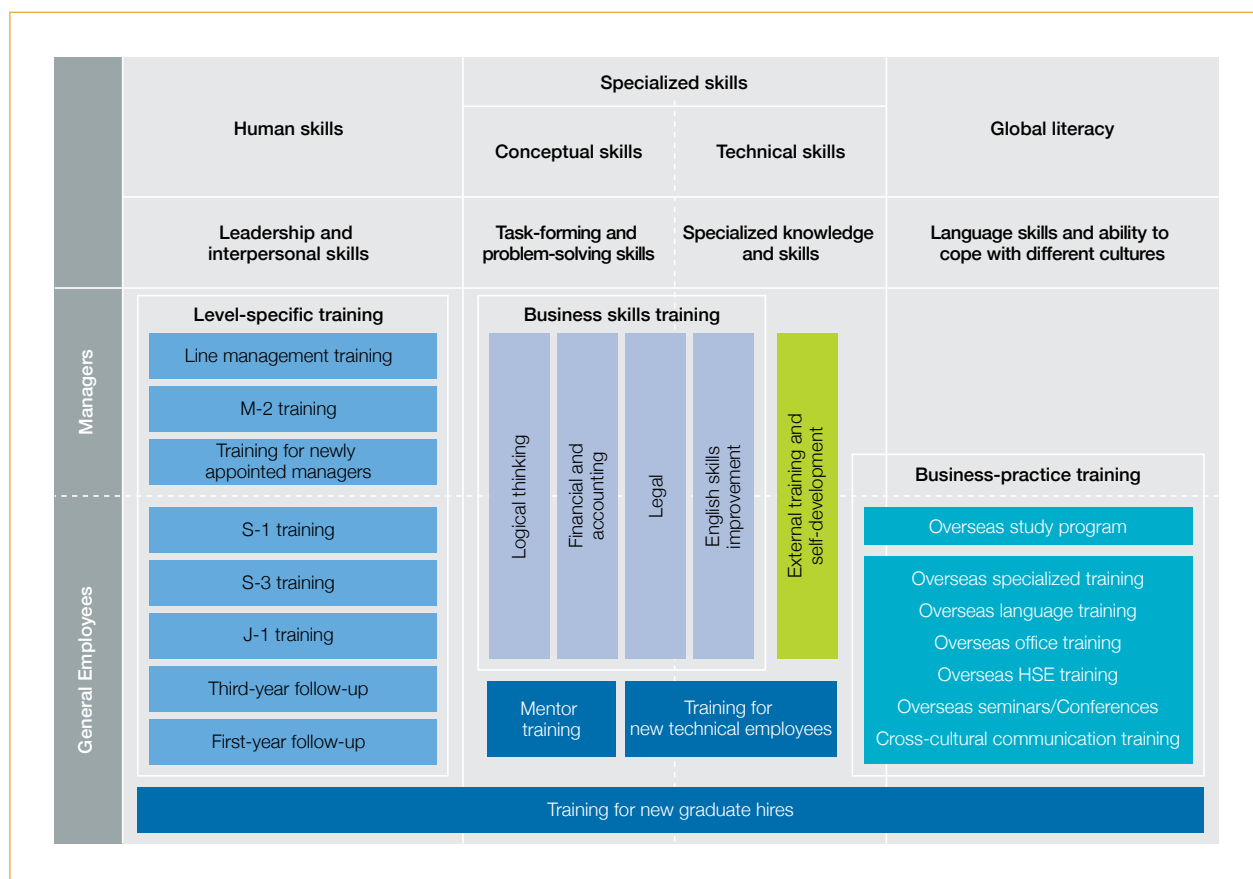 Human skills
Specialized skills
Conceptual skills
Technical skills
Global literacy
Leadership and
interpersonal skills
Task-forming and
problem-solving skills
Specialized knowledge
and skills
Language skills and ability to
cope with different cultures
Managers
General Employees
Level-specific training
Line management training
M-2 training
Training for newly
appointed managers
S-1 training
S-3 training
J-1 training
Third-year follow-up
First-year follow-up
Business skills training
Logical thinking
Financial and
accounting
Legal
English skills
improvement
External training and
self-development
Mentor
training
Training for
new technical employees
Business-practice training
Overseas study program
Overseas specialized training
Overseas language training
Overseas office training
Overseas HSE training
Overseas seminars/Conferences
Cross-cultural communication training
Training for new graduate hires